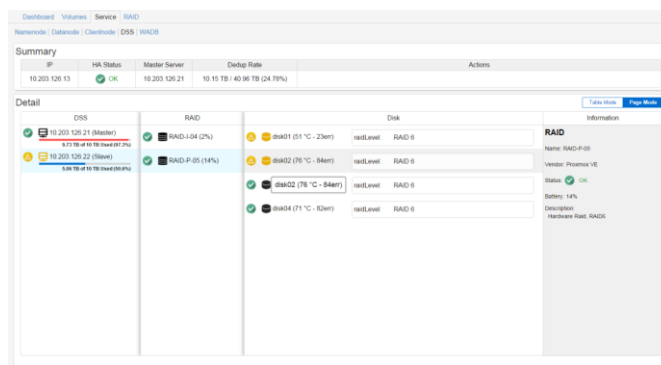 Dashboard Volumes Service RAID
Namenode Datanode Clientnode DSS WADB
Summary
IP HA Status Master Server Dedup Rate Actions
10.203.126.13 OK 10.203.126.21 10.15 TB / 40.96 TB (24.78%)
Detail Table Mode Page Mode
DSS RAID Disk Information
10.203.126.21 (Master)
9.73 TB of 10 TB Used (97.3%)
10.203.126.22 (Slave)
5.06 TB of 10 TB Used (50.6%)
RAID-I-04 (2%)
RAID-P-05 (14%)
disk01 (51 °C - 23err) raidLevel: RAID 6
disk02 (76 °C - 84err) raidLevel: RAID 6
disk02 (76 °C - 84err) raidLevel: RAID 6
disk04 (71 °C - 82err) raidLevel: RAID 6
RAID
Name: RAID-P-05
Vendor: Proxmox VE
Status: OK
Battery: 14%
Description:
Hardware Raid, RAID6